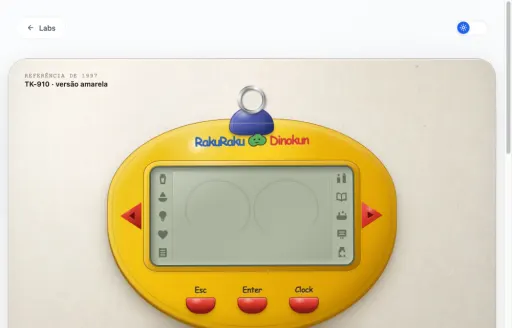 Labs
REFERÊNCIA DE 1997
TK-910 · versão amarela
RakuRaku Dinokun
Esc Enter Clock